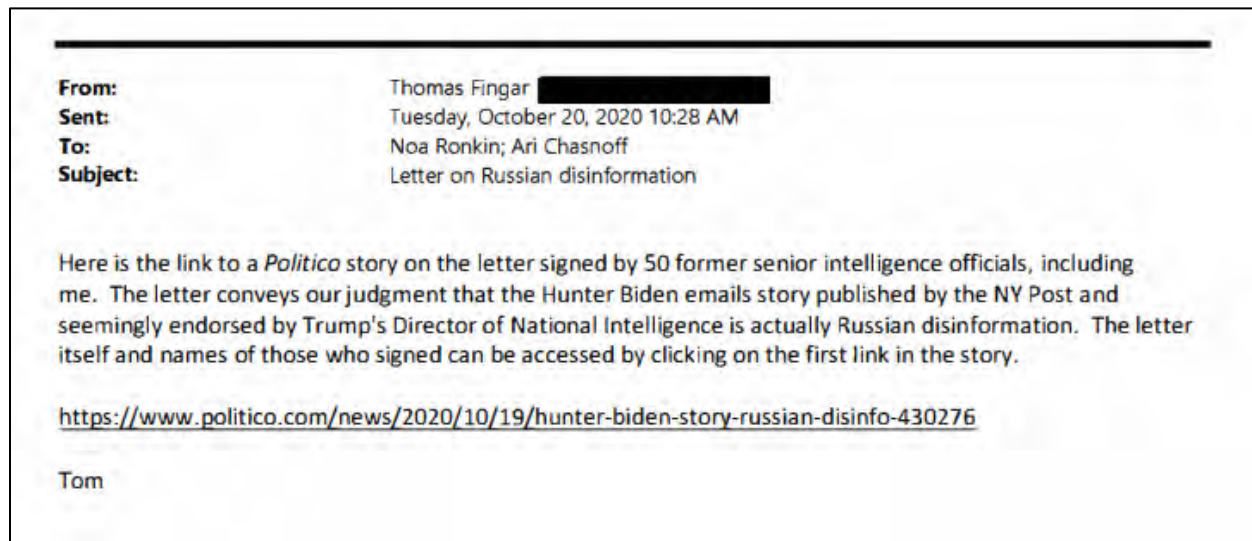 From: Thomas Fingar
Sent: Tuesday, October 20, 2020 10:28 AM
To: Noa Ronkin; Ari Chasnoff
Subject: Letter on Russian disinformation
Here is the link to a Politico story on the letter signed by 50 former senior intelligence officials, including
me. The letter conveys our judgment that the Hunter Biden emails story published by the NY Post and
seemingly endorsed by Trump's Director of National Intelligence is actually Russian disinformation. The letter
itself and names of those who signed can be accessed by clicking on the first link in the story.
https://www.politico.com/news/2020/10/19/hunter-biden-story-russian-disinfo-430276
Tom